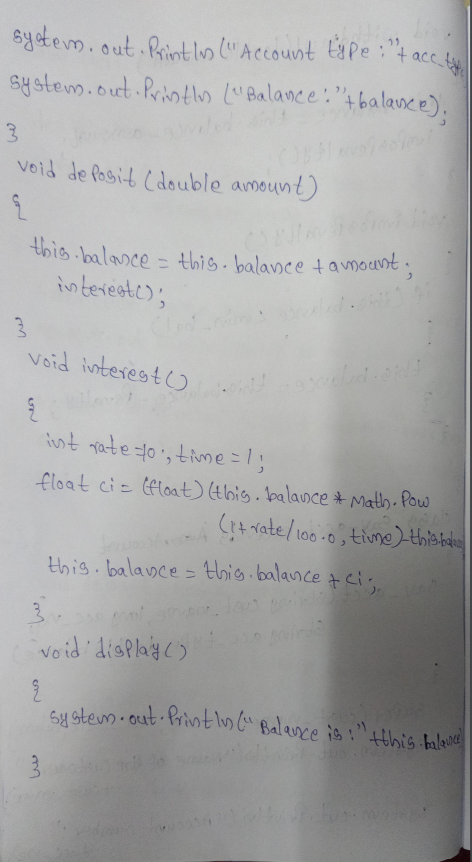 system.out.Println("Account type:"+acc_type
system.out.Println ("Balance:"+balance);
}
void deposit (double amount)
{
this.balance = this.balance + amount;
interest();
}
void interest()
{
int rate=10;, time = 1;
float ci = (float) (this.balance * Math.Pow
(1+rate/100.0, time)-this.balance
this.balance = this.balance + ci;
}
void display()
{
system.out.Println("Balance is:" +this.balance
}